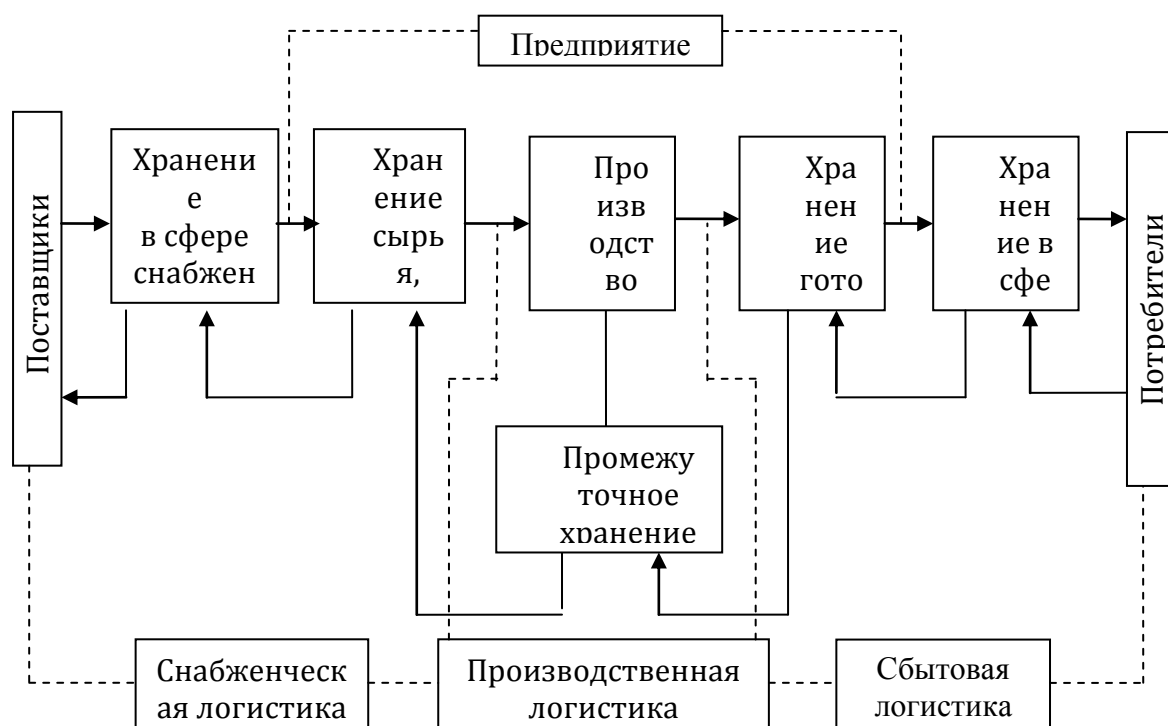 Предприятие
Поставщики
Хранени
е
в сфере
снабжен
Хран
ение
сырь
я,
Про
изв
одст
во
Хра
нен
ие
гото
Хра
нен
ие в
сфе
Потребители
Промежу
точное
хранение
Снабженческ
ая логистика
Производственная
логистика
Сбытовая
логистика